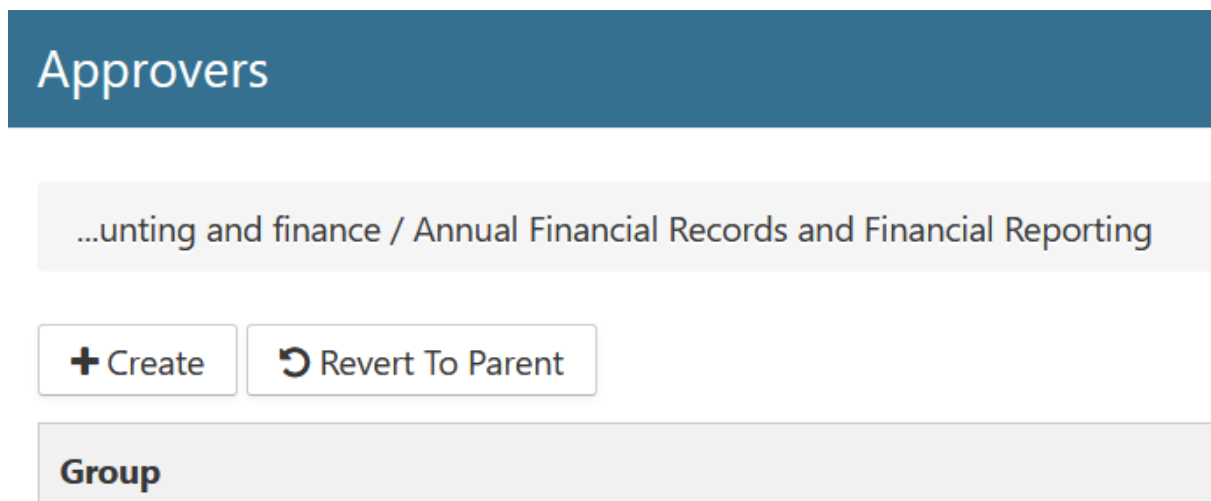 Approvers
...unting and finance / Annual Financial Records and Financial Reporting
Create Revert To Parent
Group